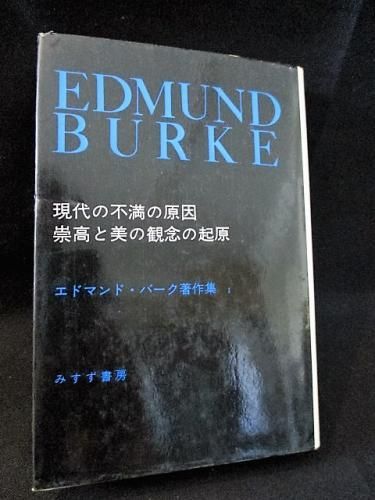 EDMUND
BURKE
現代の不満の原因
崇高と美の観念の起原
エドマンド・バーク著作集 1
みすず書房